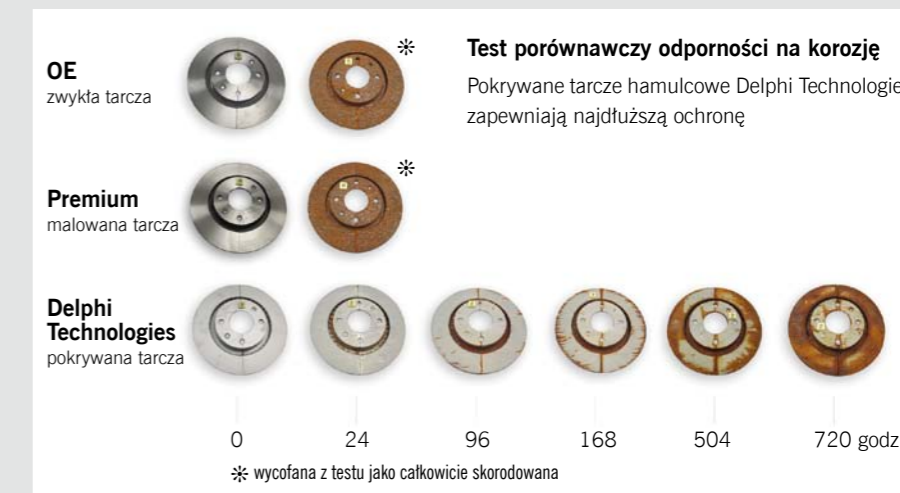 OE
zwykła tarcza
Test porównawczy odporności na korozję
Pokrywane tarcze hamulcowe Delphi Technologie
zapewniają najdłuższą ochronę
Premium
malowana tarcza
Delphi
Technologies
pokrywana tarcza
0 24 96 168 504 720 godz
wycofana z testu jako całkowicie skorodowana